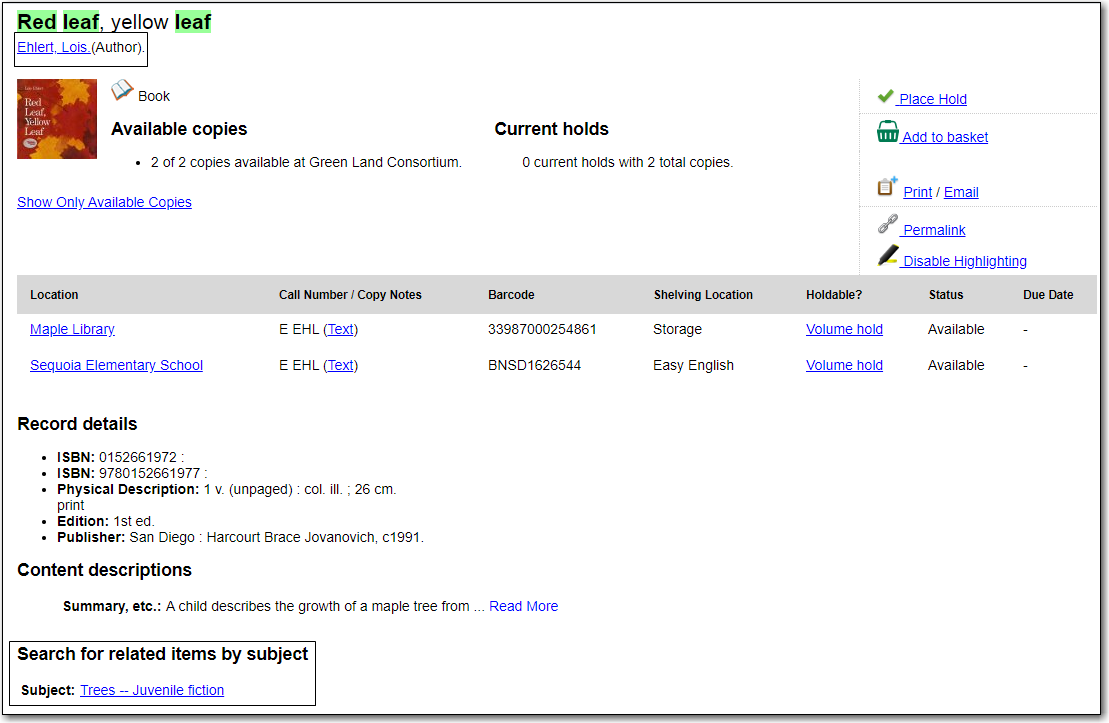 Red leaf, yellow leaf
Ehlert, Lois.(Author).
Red
Leaf,
Yellow
Leaf
Book
Available copies
• 2 of 2 copies available at Green Land Consortium.
Current holds
0 current holds with 2 total copies.
Place Hold
Add to basket
Print / Email
Permalink
Disable Highlighting
Show Only Available Copies
Location Call Number / Copy Notes Barcode Shelving Location Holdable? Status Due Date
Maple Library E EHL (Text) 33987000254861 Storage Volume hold Available -
Sequoia Elementary School E EHL (Text) BNSD1626544 Easy English Volume hold Available -
Record details
• ISBN: 0152661972 :
• ISBN: 9780152661977 :
• Physical Description: 1 v. (unpaged) : col. ill. ; 26 cm.
print
• Edition: 1st ed.
• Publisher: San Diego : Harcourt Brace Jovanovich, c1991.
Content descriptions
Summary, etc.: A child describes the growth of a maple tree from ... Read More
Search for related items by subject
Subject: Trees -- Juvenile fiction